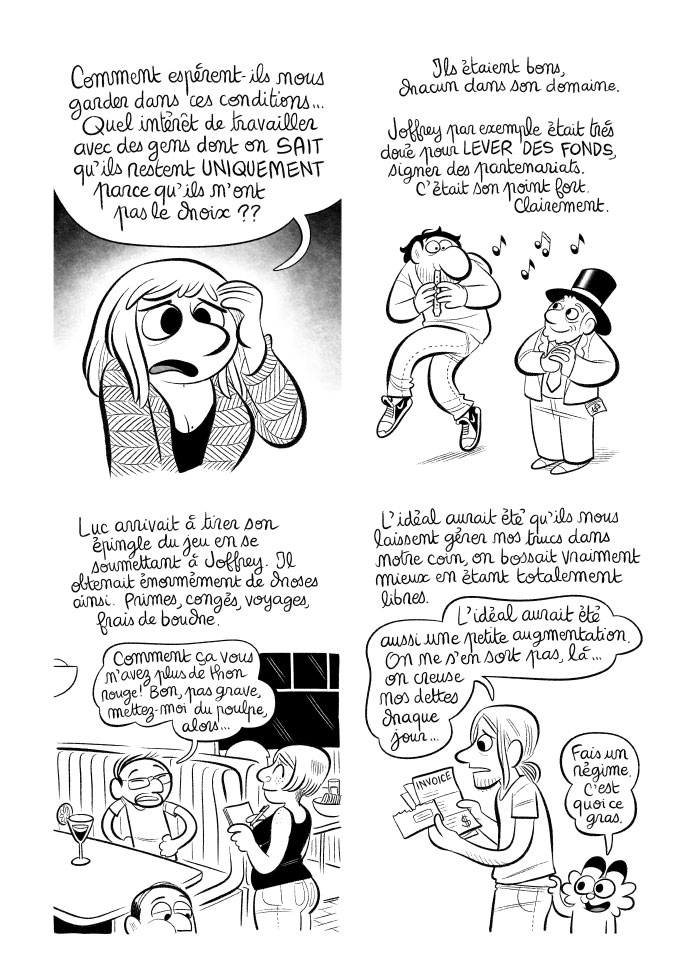 Comment espérent-ils nous
garder dans ces conditions...
Quel intérêt de travailler
avec des gens dont on SAIT
qu'ils restent UNIQUEMENT
parce qu'ils n'ont
pas le choix ??
Ils étaient bons,
chacun dans son domaine.
Joffrey par exemple était très
doué pour LEVER DES FONDS,
signer des partenariats.
C'était son point fort.
Clairement.
Luc arrivait à tirer son
épingle du jeu en se
soumettant à Joffrey. Il
obtenait énormément de choses
ainsi. Primes, congés, voyages,
frais de bouche.
Comment ça vous
n'avez plus de thon
rouge! Bon, pas grave,
mettez-moi du poulpe,
alors...
L'idéal aurait été qu'ils nous
laissent gérer nos trucs dans
notre coin, on bossait vraiment
mieux en étant totalement
libres.
L'idéal aurait été
aussi une petite augmentation.
On ne s'en sort pas, là...
on creuse
nos dettes
chaque
jour...
INVOICE
$
Fais un
régime.
C'est
quoi ce
gras.